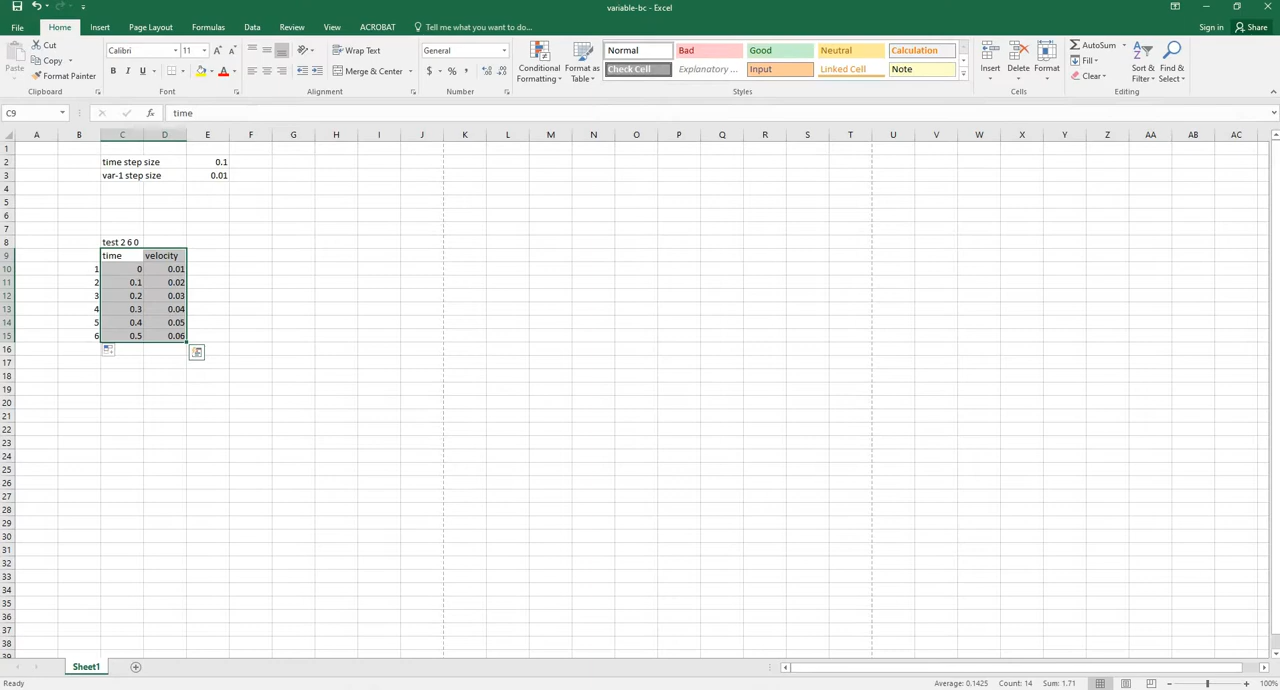 variable-bc - Excel
File Home Insert Page Layout Formulas Data Review View ACROBAT Tell me what you want to do... Sign in Share
Paste Cut Copy Format Painter Clipboard
Calibri 11 B I U Font
Wrap Text Merge & Center Alignment
General $ % , Number
Conditional Formatting Format as Table
Normal Bad Good Neutral Calculation
Check Cell Explanatory ... Input Linked Cell Note
Styles
Insert Delete Format Cells
AutoSum Fill Clear Sort & Filter Find & Select Editing
C9 fx time
A B C D E F G H I J K L M N O P Q R S T U V W X Y Z AA AB AC
1
2 time step size 0.1
3 var-1 step size 0.01
4
5
6
7
8 test 2 6 0
9 time velocity
10 1 0 0.01
11 2 0.1 0.02
12 3 0.2 0.03
13 4 0.3 0.04
14 5 0.4 0.05
15 6 0.5 0.06
16
17
18
19
20
21
22
23
24
25
26
27
28
29
30
31
32
33
34
35
36
37
38
39
Sheet1
Ready Average: 0.1425 Count: 14 Sum: 1.71 100%